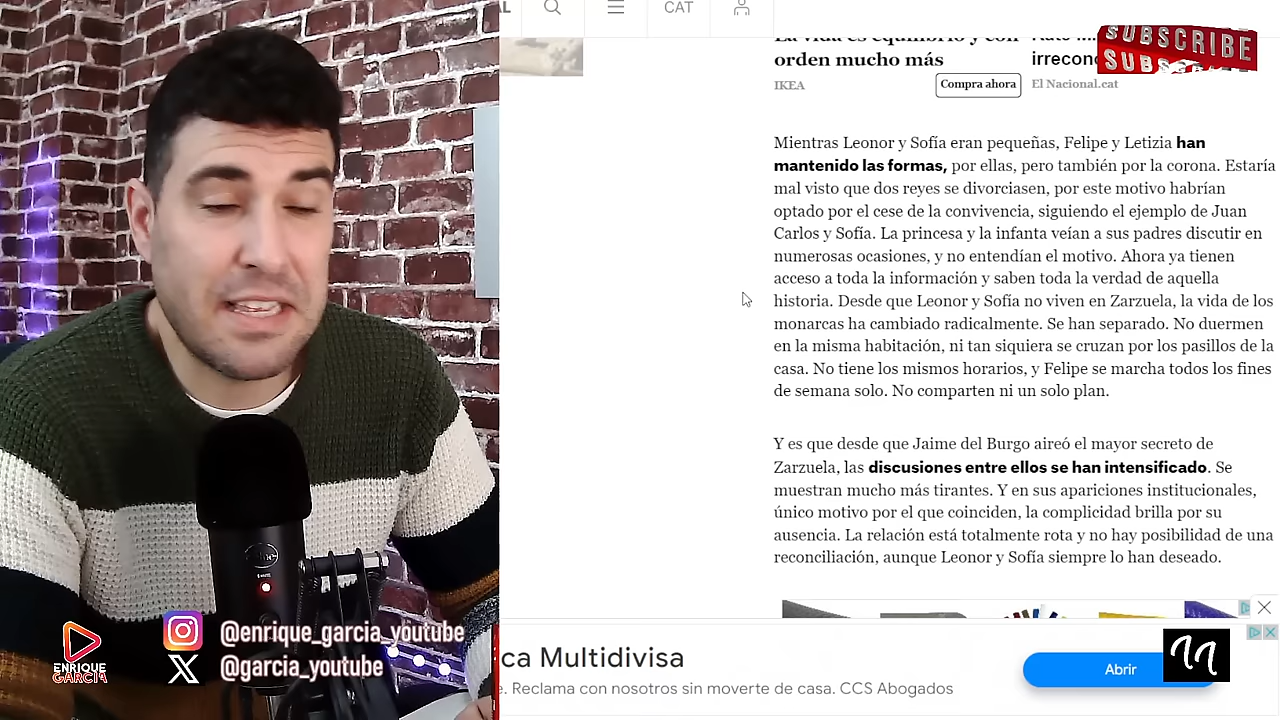 CAT
SUBSCRIBE
La vida es equilibrio y con
orden mucho más
IKEA
Compra ahora
El Nacional.cat
Mientras Leonor y Sofía eran pequeñas, Felipe y Letizia han
mantenido las formas, por ellas, pero también por la corona. Estaría
mal visto que dos reyes se divorciasen, por este motivo habrían
optado por el cese de la convivencia, siguiendo el ejemplo de Juan
Carlos y Sofía. La princesa y la infanta veían a sus padres discutir en
numerosas ocasiones, y no entendían el motivo. Ahora ya tienen
acceso a toda la información y saben toda la verdad de aquella
historia. Desde que Leonor y Sofía no viven en Zarzuela, la vida de los
monarcas ha cambiado radicalmente. Se han separado. No duermen
en la misma habitación, ni tan siquiera se cruzan por los pasillos de la
casa. No tiene los mismos horarios, y Felipe se marcha todos los fines
de semana solo. No comparten ni un solo plan.
Y es que desde que Jaime del Burgo aireó el mayor secreto de
Zarzuela, las discusiones entre ellos se han intensificado. Se
muestran mucho más tirantes. Y en sus apariciones institucionales,
único motivo por el que coinciden, la complicidad brilla por su
ausencia. La relación está totalmente rota y no hay posibilidad de una
reconciliación, aunque Leonor y Sofía siempre lo han deseado.
ca Multidivisa
e. Reclama con nosotros sin moverte de casa. CCS Abogados
Abrir
ENRIQUE
GARCIA
@enrique_garcia_youtube
@garcia_youtube